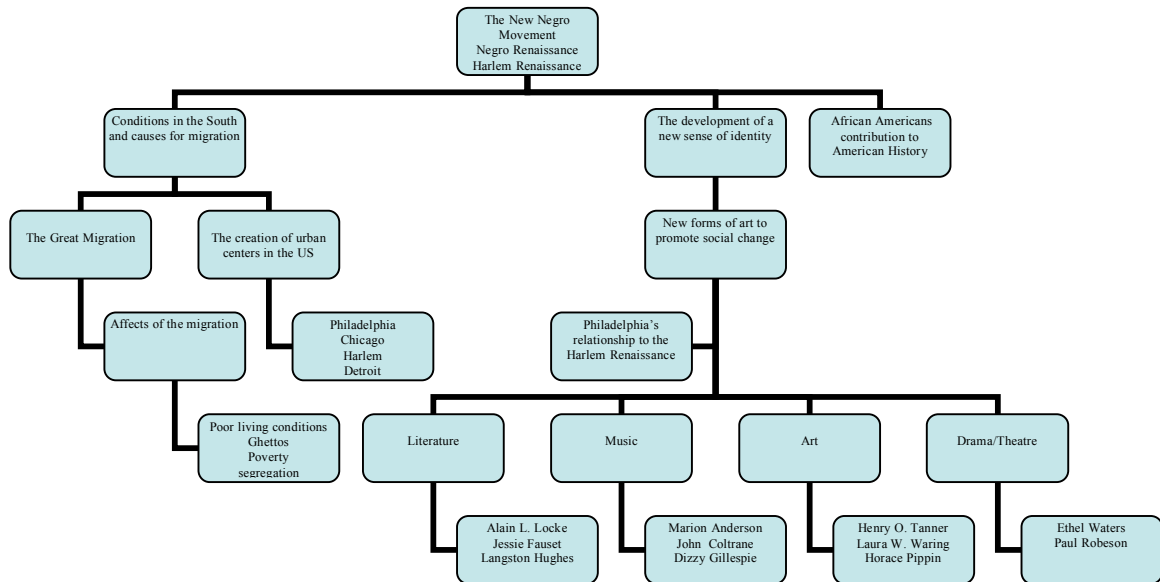 The New Negro
Movement
Negro Renaissance
Harlem Renaissance
Conditions in the South
and causes for migration
The development of a
new sense of identity
African Americans
contribution to
American History
The Great Migration
The creation of urban
centers in the US
New forms of art to
promote social change
Affects of the migration
Philadelphia
Chicago
Harlem
Detroit
Philadelphia's
relationship to the
Harlem Renaissance
Poor living conditions
Ghettos
Poverty
segregation
Literature
Music
Art
Drama/Theatre
Alain L. Locke
Jessie Fauset
Langston Hughes
Marion Anderson
John Coltrane
Dizzy Gillespie
Henry O. Tanner
Laura W. Waring
Horace Pippin
Ethel Waters
Paul Robeson